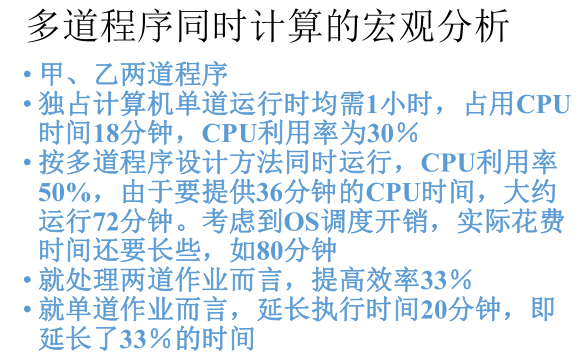 多道程序同时计算的宏观分析
• 甲、乙两道程序
• 独占计算机单道运行时均需1小时，占用CPU
时间18分钟，CPU利用率为30％
• 按多道程序设计方法同时运行，CPU利用率
50%，由于要提供36分钟的CPU时间，大约
运行72分钟。考虑到OS调度开销，实际花费
时间还要长些，如80分钟
• 就处理两道作业而言，提高效率33％
• 就单道作业而言，延长执行时间20分钟，即
延长了33％的时间